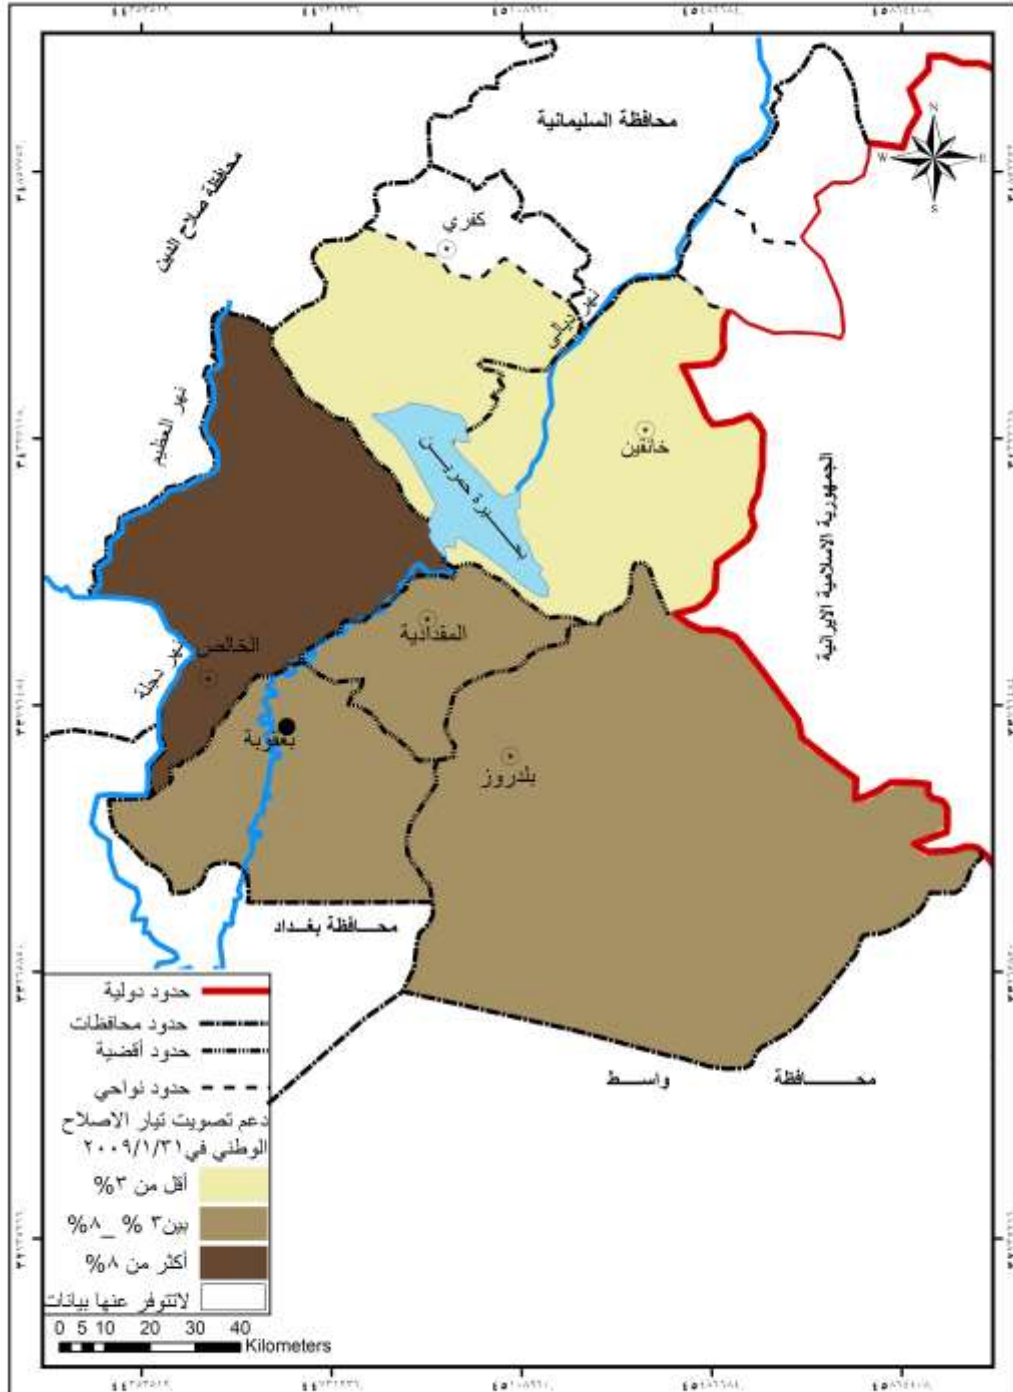 محافظة السليمانية
N
W
E
S
محافظة صلاح الدين
كفري
نهر ديالى
نهر العظيم
خانقين
بحيرة حمرين
الجمهورية الاسلامية الايرانية
المقدادية
الخالص
نهر دجلة
بعقوبة
بلدروز
محافظة بغداد
محافظة واسط
حدود دولية
حدود محافظات
حدود أقضية
حدود نواحي
دعم تصويت تيار الاصلاح
الوطني في ٢٠٠٩/١/٣١
أقل من ٣%
بين٣ % _٨%
أكثر من ٨%
لاتتوفر عنها بيانات
0 5 10 20 30 40
Kilometers